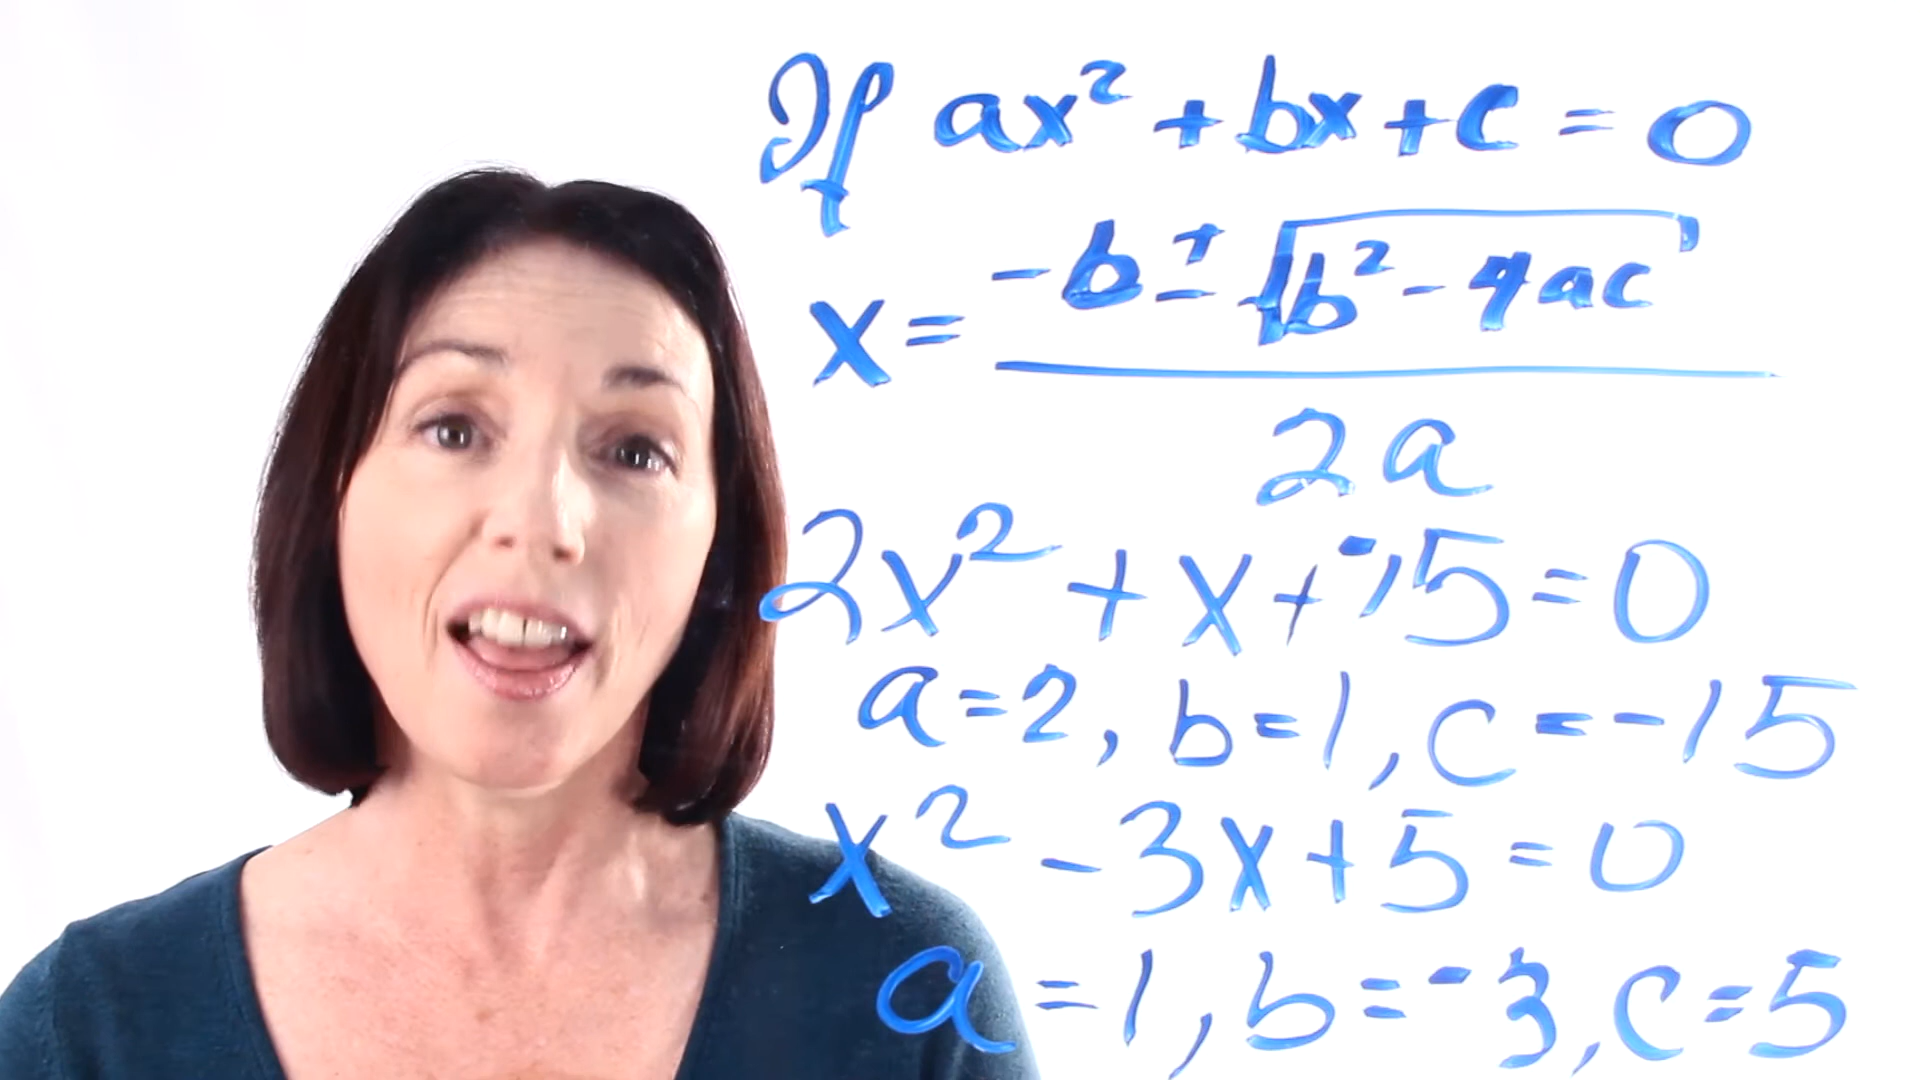 If ax² + bx + c = 0
x = -b ± √b² - 4ac
2a
2x² + x + -15 = 0
a = 2, b = 1, c = -15
x² - 3x + 5 = 0
a = 1, b = -3, c = 5